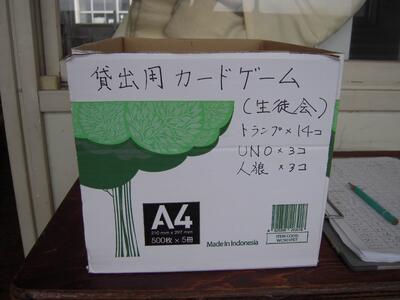 貸出用カードゲーム
(生徒会)
トランプ×14コ
UNO×3コ
人狼×3コ
A4
210 mm x 297 mm
500枚×5冊
Made in Indonesia
ITEM CODE: